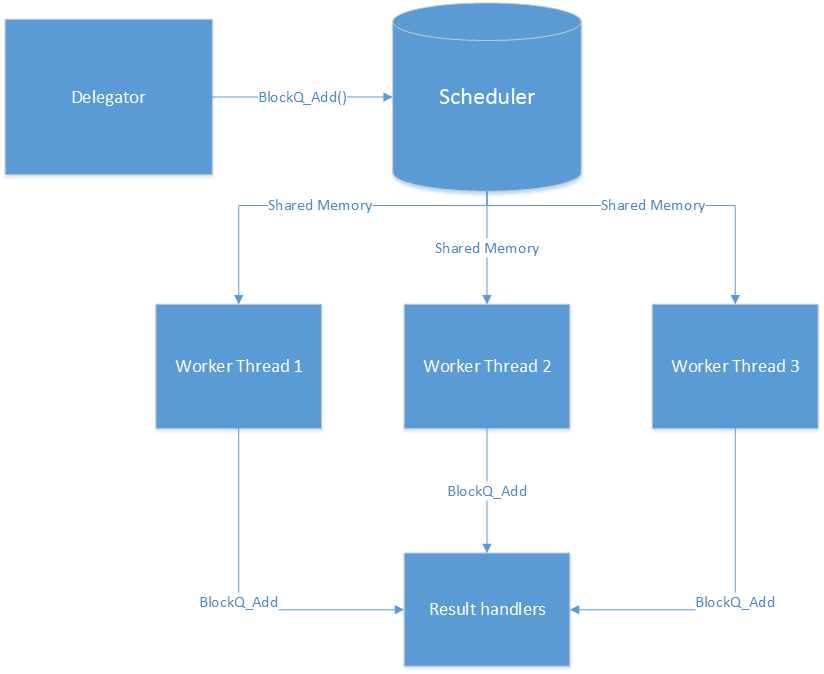 Delegator
BlockQ_Add()
Scheduler
Shared Memory
Shared Memory
Shared Memory
Worker Thread 1
Worker Thread 2
Worker Thread 3
BlockQ_Add
BlockQ_Add
Result handlers
BlockQ_Add